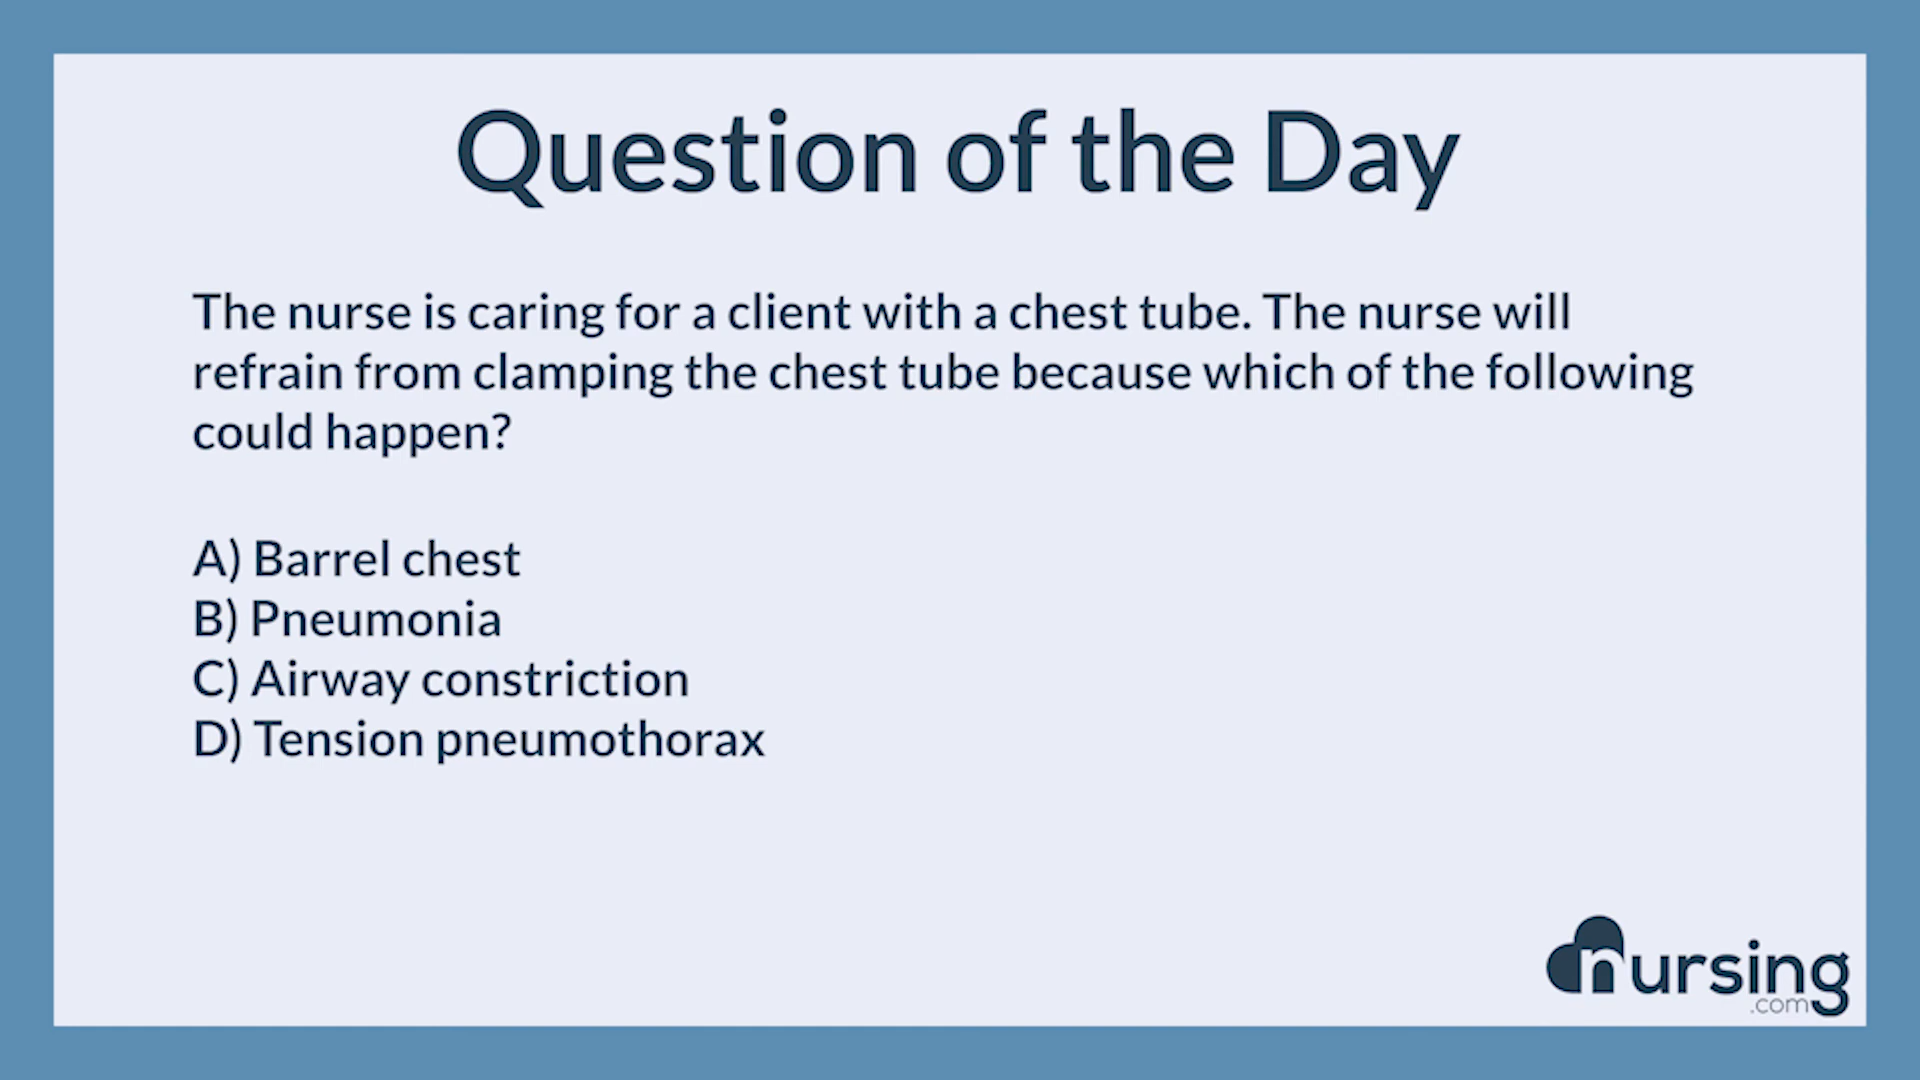 Question of the Day
The nurse is caring for a client with a chest tube. The nurse will
refrain from clamping the chest tube because which of the following
could happen?
A) Barrel chest
B) Pneumonia
C) Airway constriction
D) Tension pneumothorax
nursing
.com